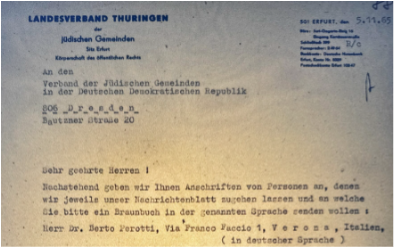 LANDESVERBAND THÜRINGEN
der
Jüdischen Gemeinden
Sitz Erfurt
Körperschaft des öffentlichen Rechts
501 ERFURT, den 5.11.65
An den
Verband der Jüdischen Gemeinden
in der Deutschen Demokratischen Republik
806 Dresden
Bautzner Straße 20
Sehr geehrte Herren !
Nachstehend geben wir Ihnen Anschriften von Personen an, denen
wir jeweils unser Nachrichtenblatt zugehen lassen und an welche
Sie bitte ein Braunbuch in der genannten Sprache senden wollen :
Herr Dr. Berto Perotti, Via Franco Faccio 1, Verona, Italien,
( in deutscher Sprache )